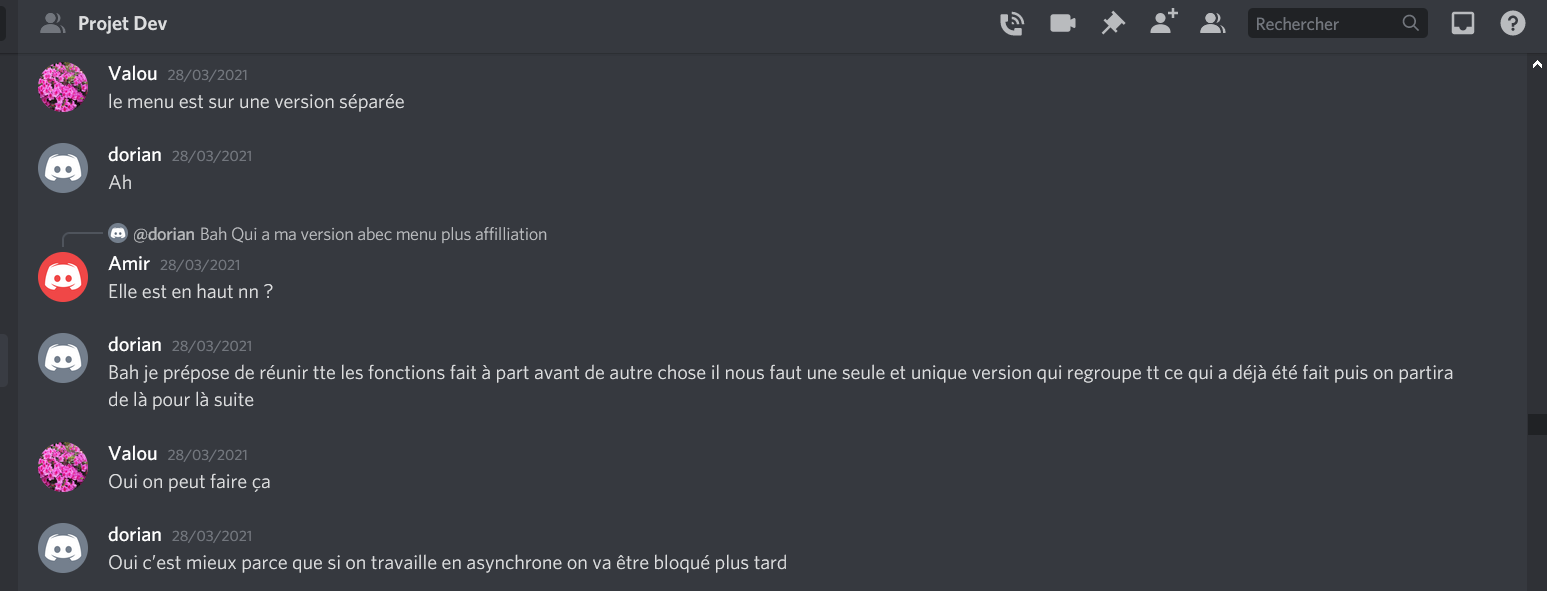 Projet Dev
Rechercher
Valou 28/03/2021
le menu est sur une version séparée
dorian 28/03/2021
Ah
@dorian Bah Qui a ma version abec menu plus affilliation
Amir 28/03/2021
Elle est en haut nn ?
dorian 28/03/2021
Bah je prépose de réunir tte les fonctions fait à part avant de autre chose il nous faut une seule et unique version qui regroupe tt ce qui a déjà été fait puis on partira
de là pour là suite
Valou 28/03/2021
Oui on peut faire ça
dorian 28/03/2021
Oui c'est mieux parce que si on travaille en asynchrone on va être bloqué plus tard